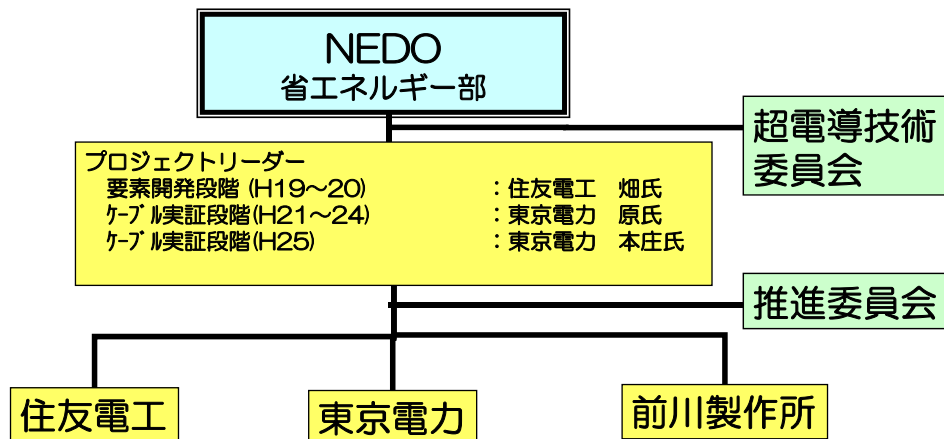 NEDO
省エネルギー部
超電導技術
委員会
プロジェクトリーダー
要素開発段階 (H19～20) ：住友電工　畑氏
ｹｰﾌﾞﾙ実証段階(H21～24) ：東京電力　原氏
ｹｰﾌﾞﾙ実証段階(H25) ：東京電力　本庄氏
推進委員会
住友電工
東京電力
前川製作所